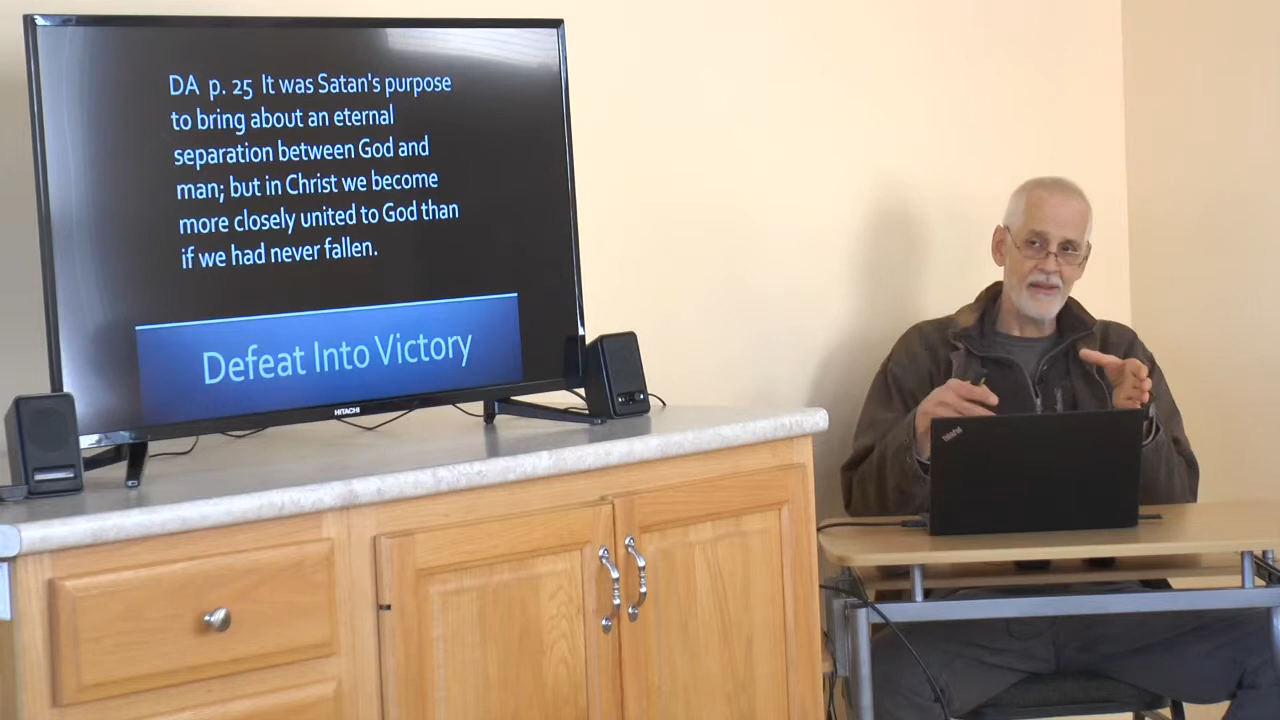 DA p. 25 It was Satan's purpose
to bring about an eternal
separation between God and
man; but in Christ we become
more closely united to God than
if we had never fallen.
Defeat Into Victory
HITACHI
ThinkPad